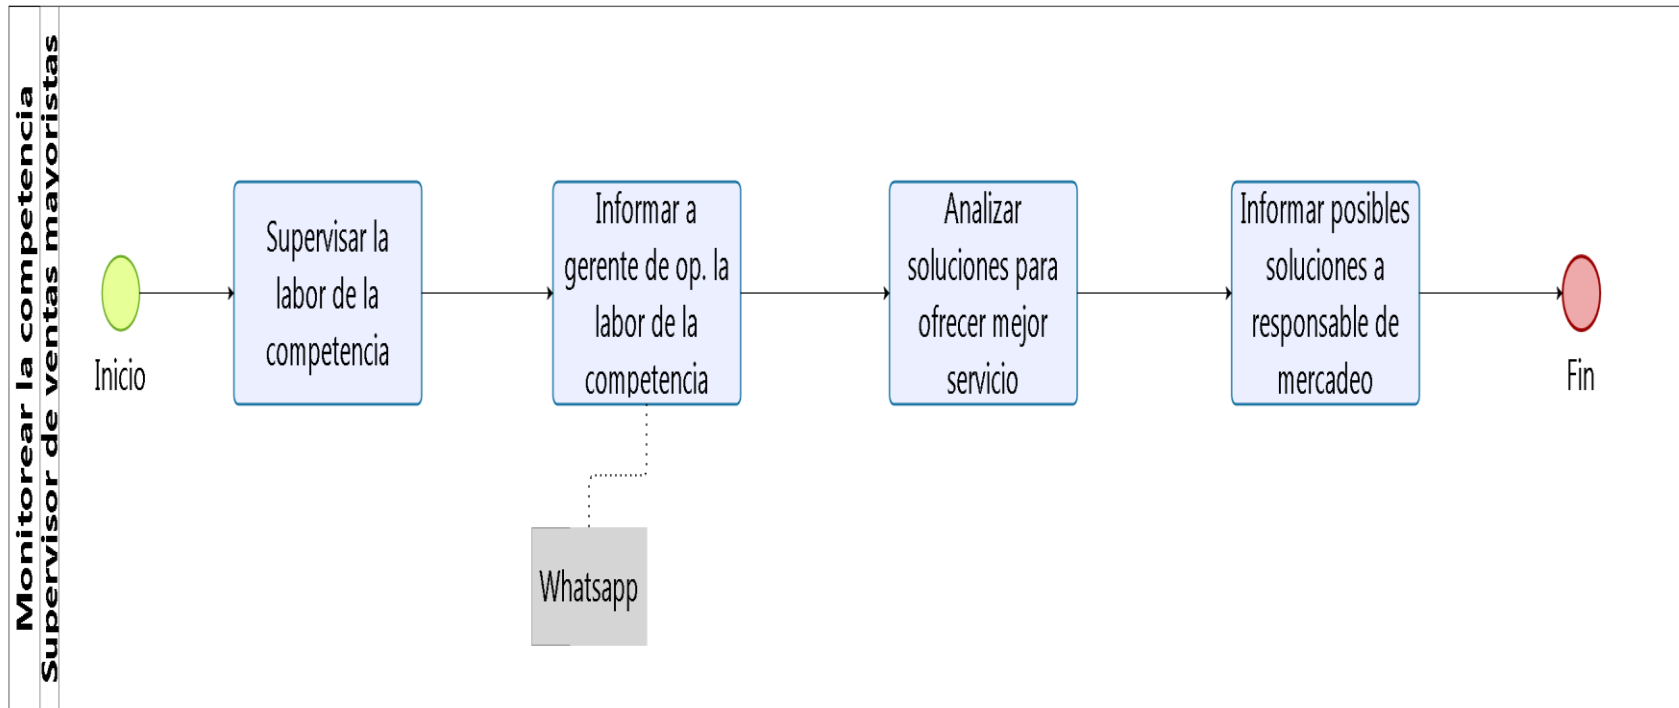 Monitorear la competencia
Supervisor de ventas mayoristas
Inicio
Supervisar la
labor de la
competencia
Informar a
gerente de op. la
labor de la
competencia
Whatsapp
Analizar
soluciones para
ofrecer mejor
servicio
Informar posibles
soluciones a
responsable de
mercadeo
Fin